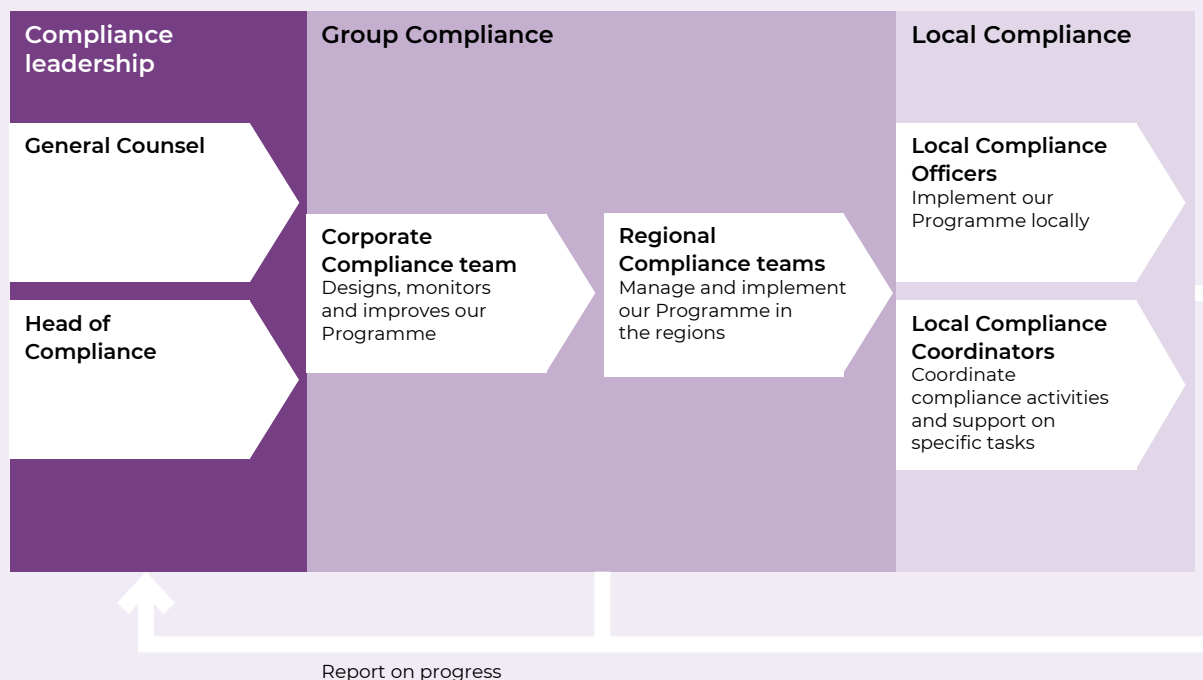 Compliance
leadership
General Counsel
Head of
Compliance
Group Compliance
Corporate
Compliance team
Designs, monitors
and improves our
Programme
Regional
Compliance teams
Manage and implement
our Programme in
the regions
Local Compliance
Local Compliance
Officers
Implement our
Programme locally
Local Compliance
Coordinators
Coordinate
compliance activities
and support on
specific tasks
Report on progress